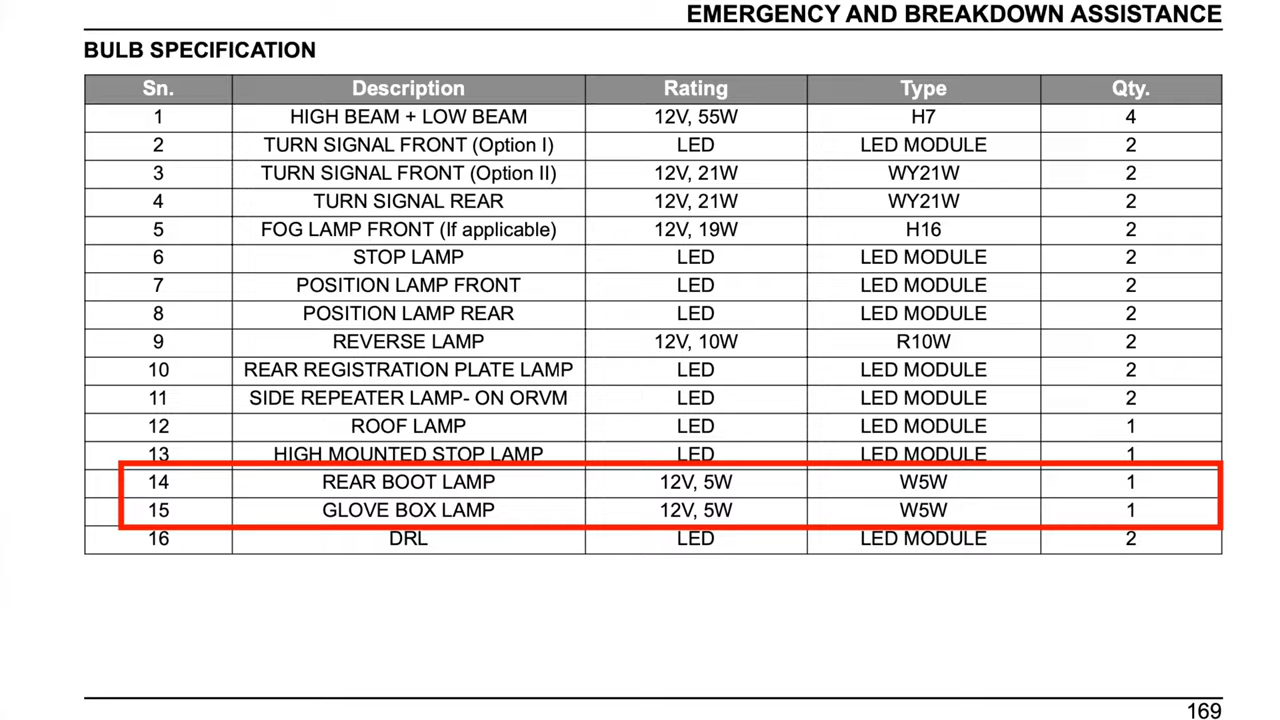 EMERGENCY AND BREAKDOWN ASSISTANCE
BULB SPECIFICATION
Sn. Description Rating Type Qty.
1 HIGH BEAM + LOW BEAM 12V, 55W H7 4
2 TURN SIGNAL FRONT (Option I) LED LED MODULE 2
3 TURN SIGNAL FRONT (Option II) 12V, 21W WY21W 2
4 TURN SIGNAL REAR 12V, 21W WY21W 2
5 FOG LAMP FRONT (If applicable) 12V, 19W H16 2
6 STOP LAMP LED LED MODULE 2
7 POSITION LAMP FRONT LED LED MODULE 2
8 POSITION LAMP REAR LED LED MODULE 2
9 REVERSE LAMP 12V, 10W R10W 2
10 REAR REGISTRATION PLATE LAMP LED LED MODULE 2
11 SIDE REPEATER LAMP- ON ORVM LED LED MODULE 2
12 ROOF LAMP LED LED MODULE 1
13 HIGH MOUNTED STOP LAMP LED LED MODULE 1
14 REAR BOOT LAMP 12V, 5W W5W 1
15 GLOVE BOX LAMP 12V, 5W W5W 1
16 DRL LED LED MODULE 2
169